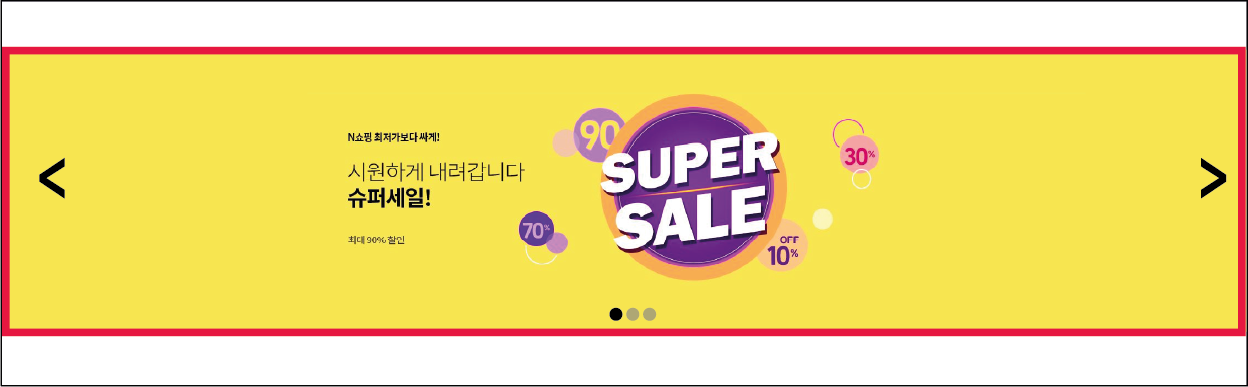 N쇼핑 최저가보다 싸게!
시원하게 내려갑니다
슈퍼세일!
최대 90% 할인
90
SUPER
SALE
70%
30%
OFF
10%